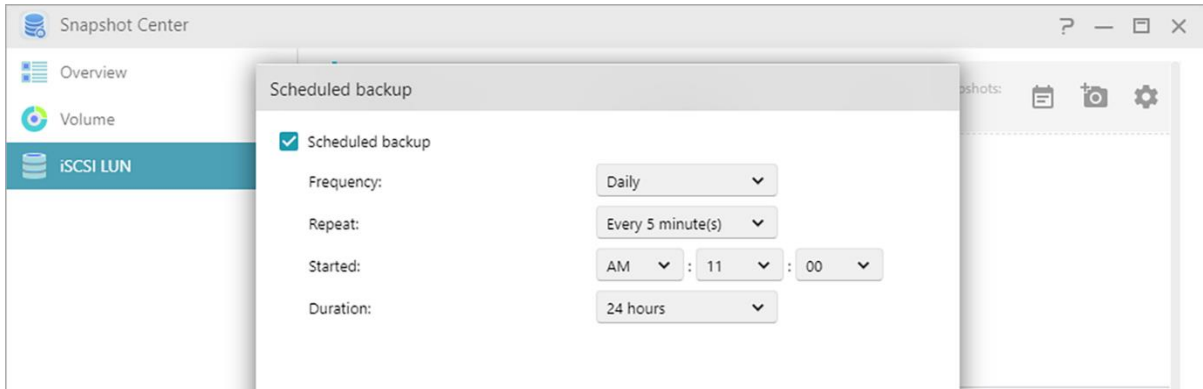 Snapshot Center
Overview
Volume
iSCSI LUN
Scheduled backup
Scheduled backup
Frequency: Daily
Repeat: Every 5 minute(s)
Started: AM : 11 : 00
Duration: 24 hours